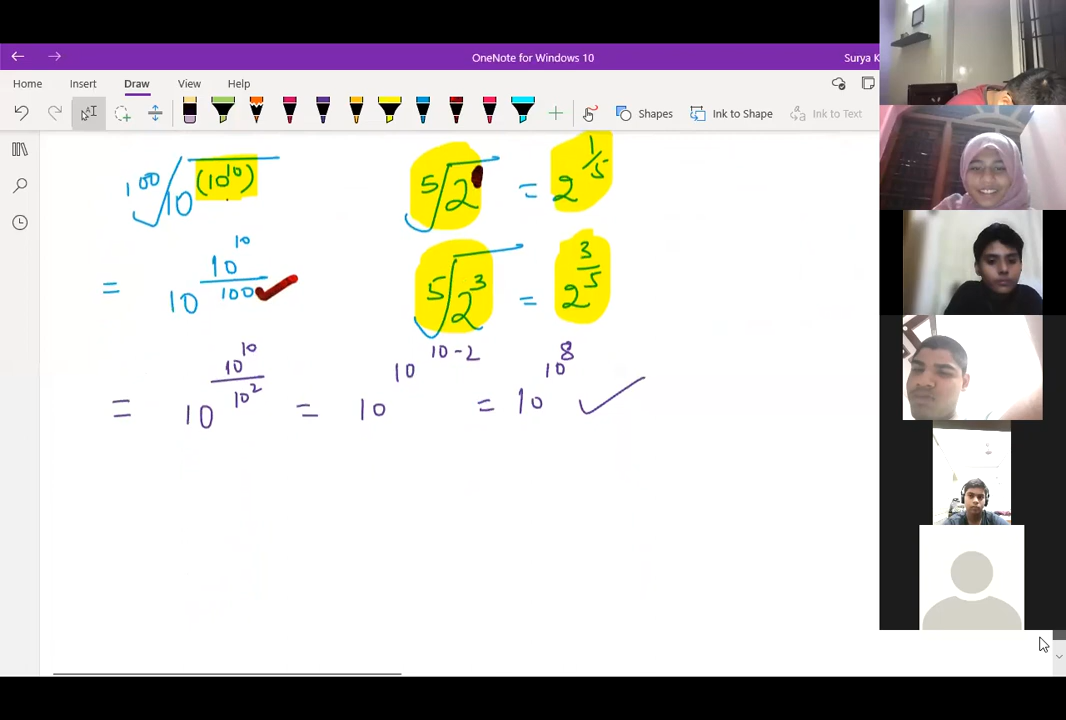 OneNote for Windows 10
Surya K
Home Insert Draw View Help
Shapes Ink to Shape Ink to Text
¹⁰⁰√10^(10^10)
= 10^(10^10/100)
= 10^(10^10/10^2) = 10^10^(10-2) = 10^10^8 ✓
⁵√2 = 2^(1/5)
⁵√2^3 = 2^(3/5)